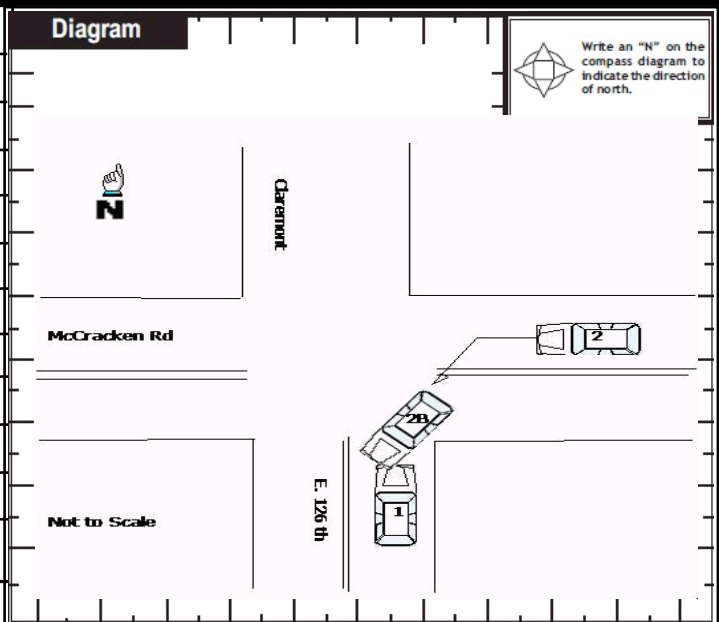 Diagram
Write an “N” on the
compass diagram to
indicate the direction
of north.
N
Claremont
McCracken Rd
2
2B
1
E. 126 th
Not to Scale